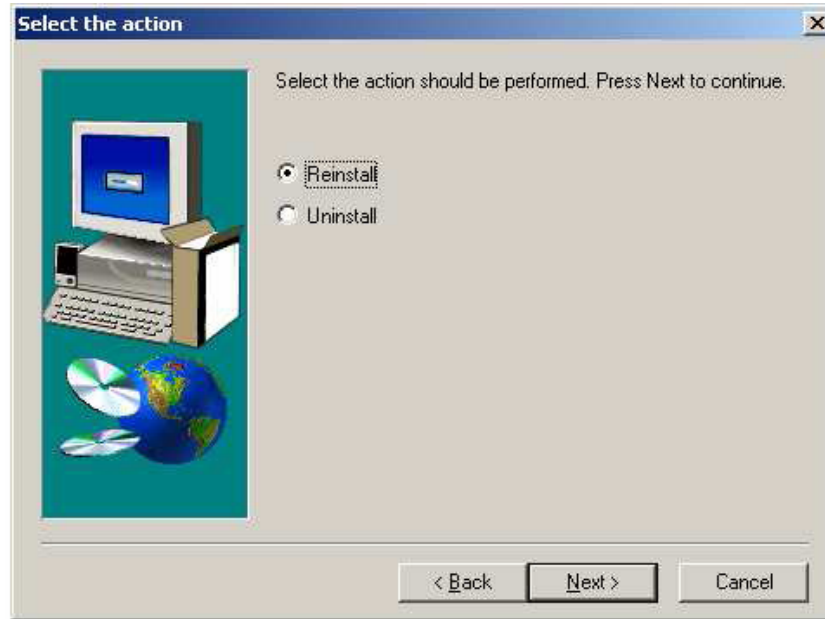 Select the action
Select the action should be performed. Press Next to continue.
Reinstall
Uninstall
< Back
Next >
Cancel